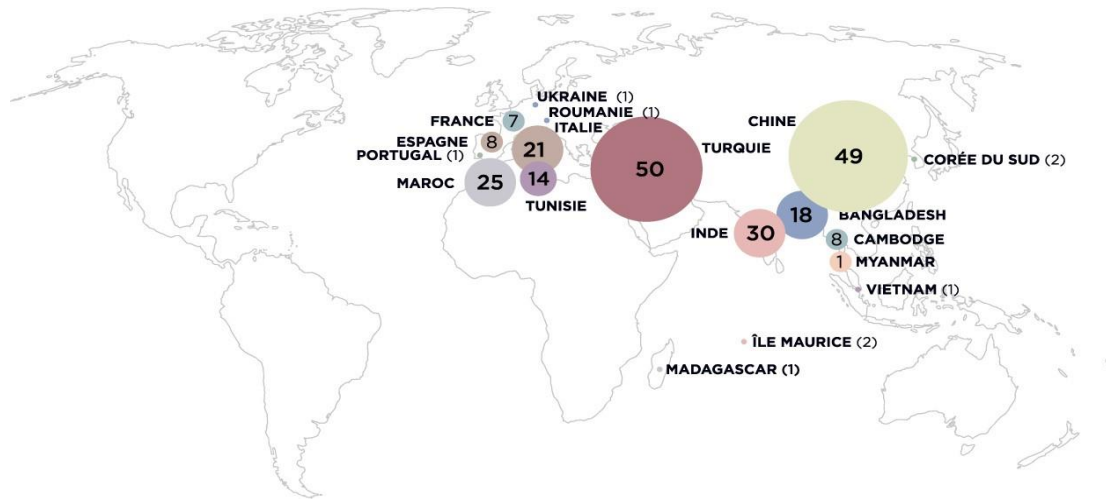 UKRAINE (1)
ROUMANIE (1)
FRANCE 7
ITALIE
21
ESPAGNE 8
PORTUGAL (1)
MAROC 25
14
TUNISIE
TURQUIE
50
CHINE
49
CORÉE DU SUD (2)
INDE 30
18
BANGLADESH
8 CAMBODGE
1 MYANMAR
VIETNAM (1)
ÎLE MAURICE (2)
MADAGASCAR (1)